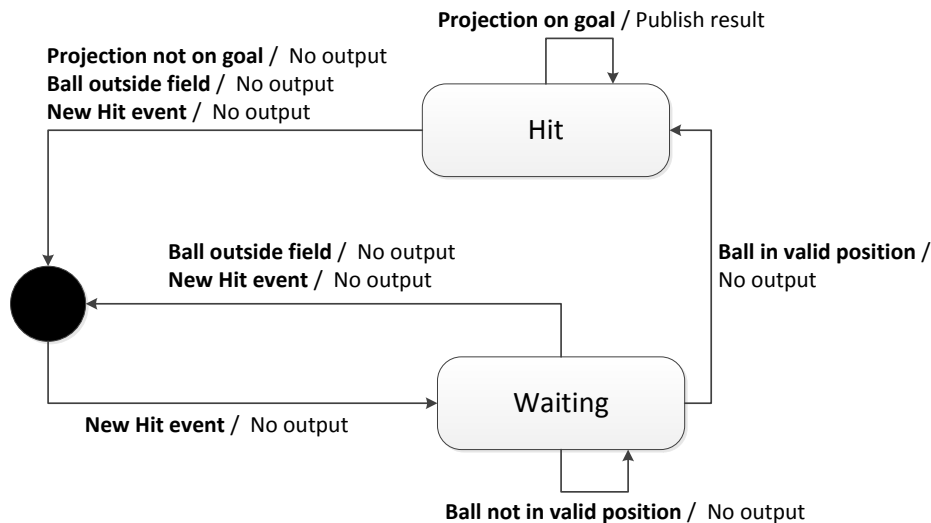 Projection on goal / Publish result
Projection not on goal / No output
Ball outside field / No output
New Hit event / No output
Hit
Ball outside field / No output
New Hit event / No output
Ball in valid position /
No output
Waiting
New Hit event / No output
Ball not in valid position / No output